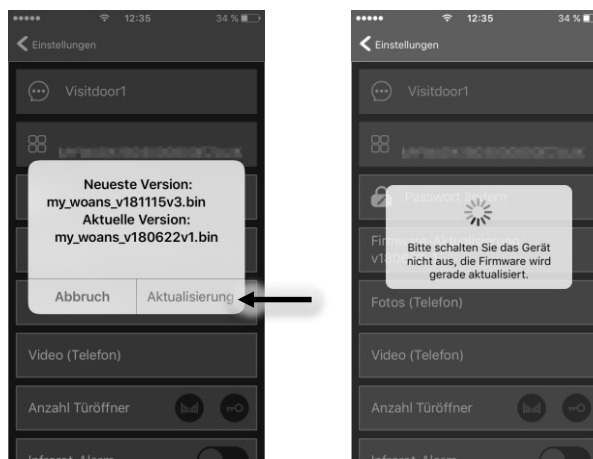 12:35
34 %
Einstellungen
Visitdoor1
Neueste Version:
my_woans_v181115v3.bin
Aktuelle Version:
my_woans_v180622v1.bin
Abbruch
Aktualisierung
Video (Telefon)
Anzahl Türöffner
Infrarot-Alarm
12:35
34 %
Einstellungen
Visitdoor1
Passwort ändern
Bitte schalten Sie das Gerät
nicht aus, die Firmware wird
gerade aktualisiert.
Fotos (Telefon)
Video (Telefon)
Anzahl Türöffner